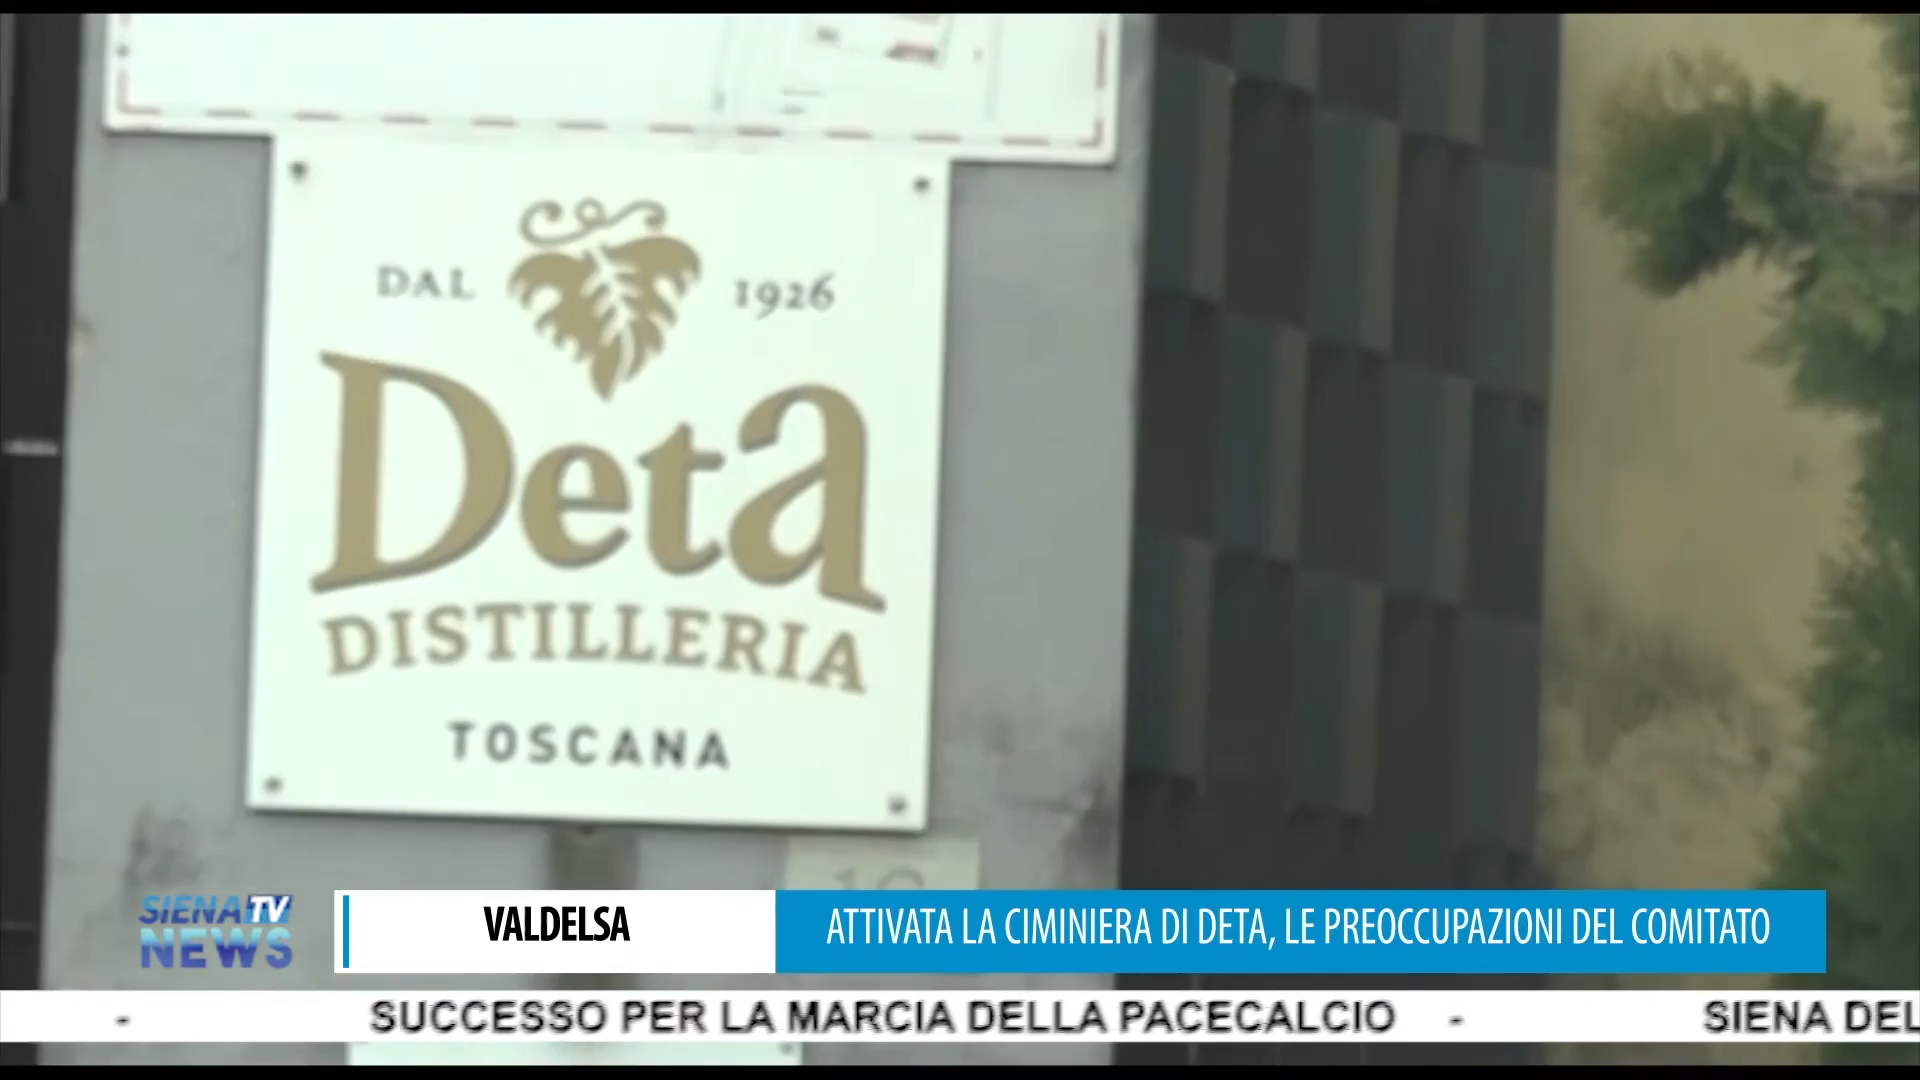 DAL 1926
Deta
DISTILLERIA
TOSCANA
SIENA TV
NEWS
VALDELSA
ATTIVATA LA CIMINIERA DI DETA, LE PREOCCUPAZIONI DEL COMITATO
- SUCCESSO PER LA MARCIA DELLA PACECALCIO - SIENA DEL